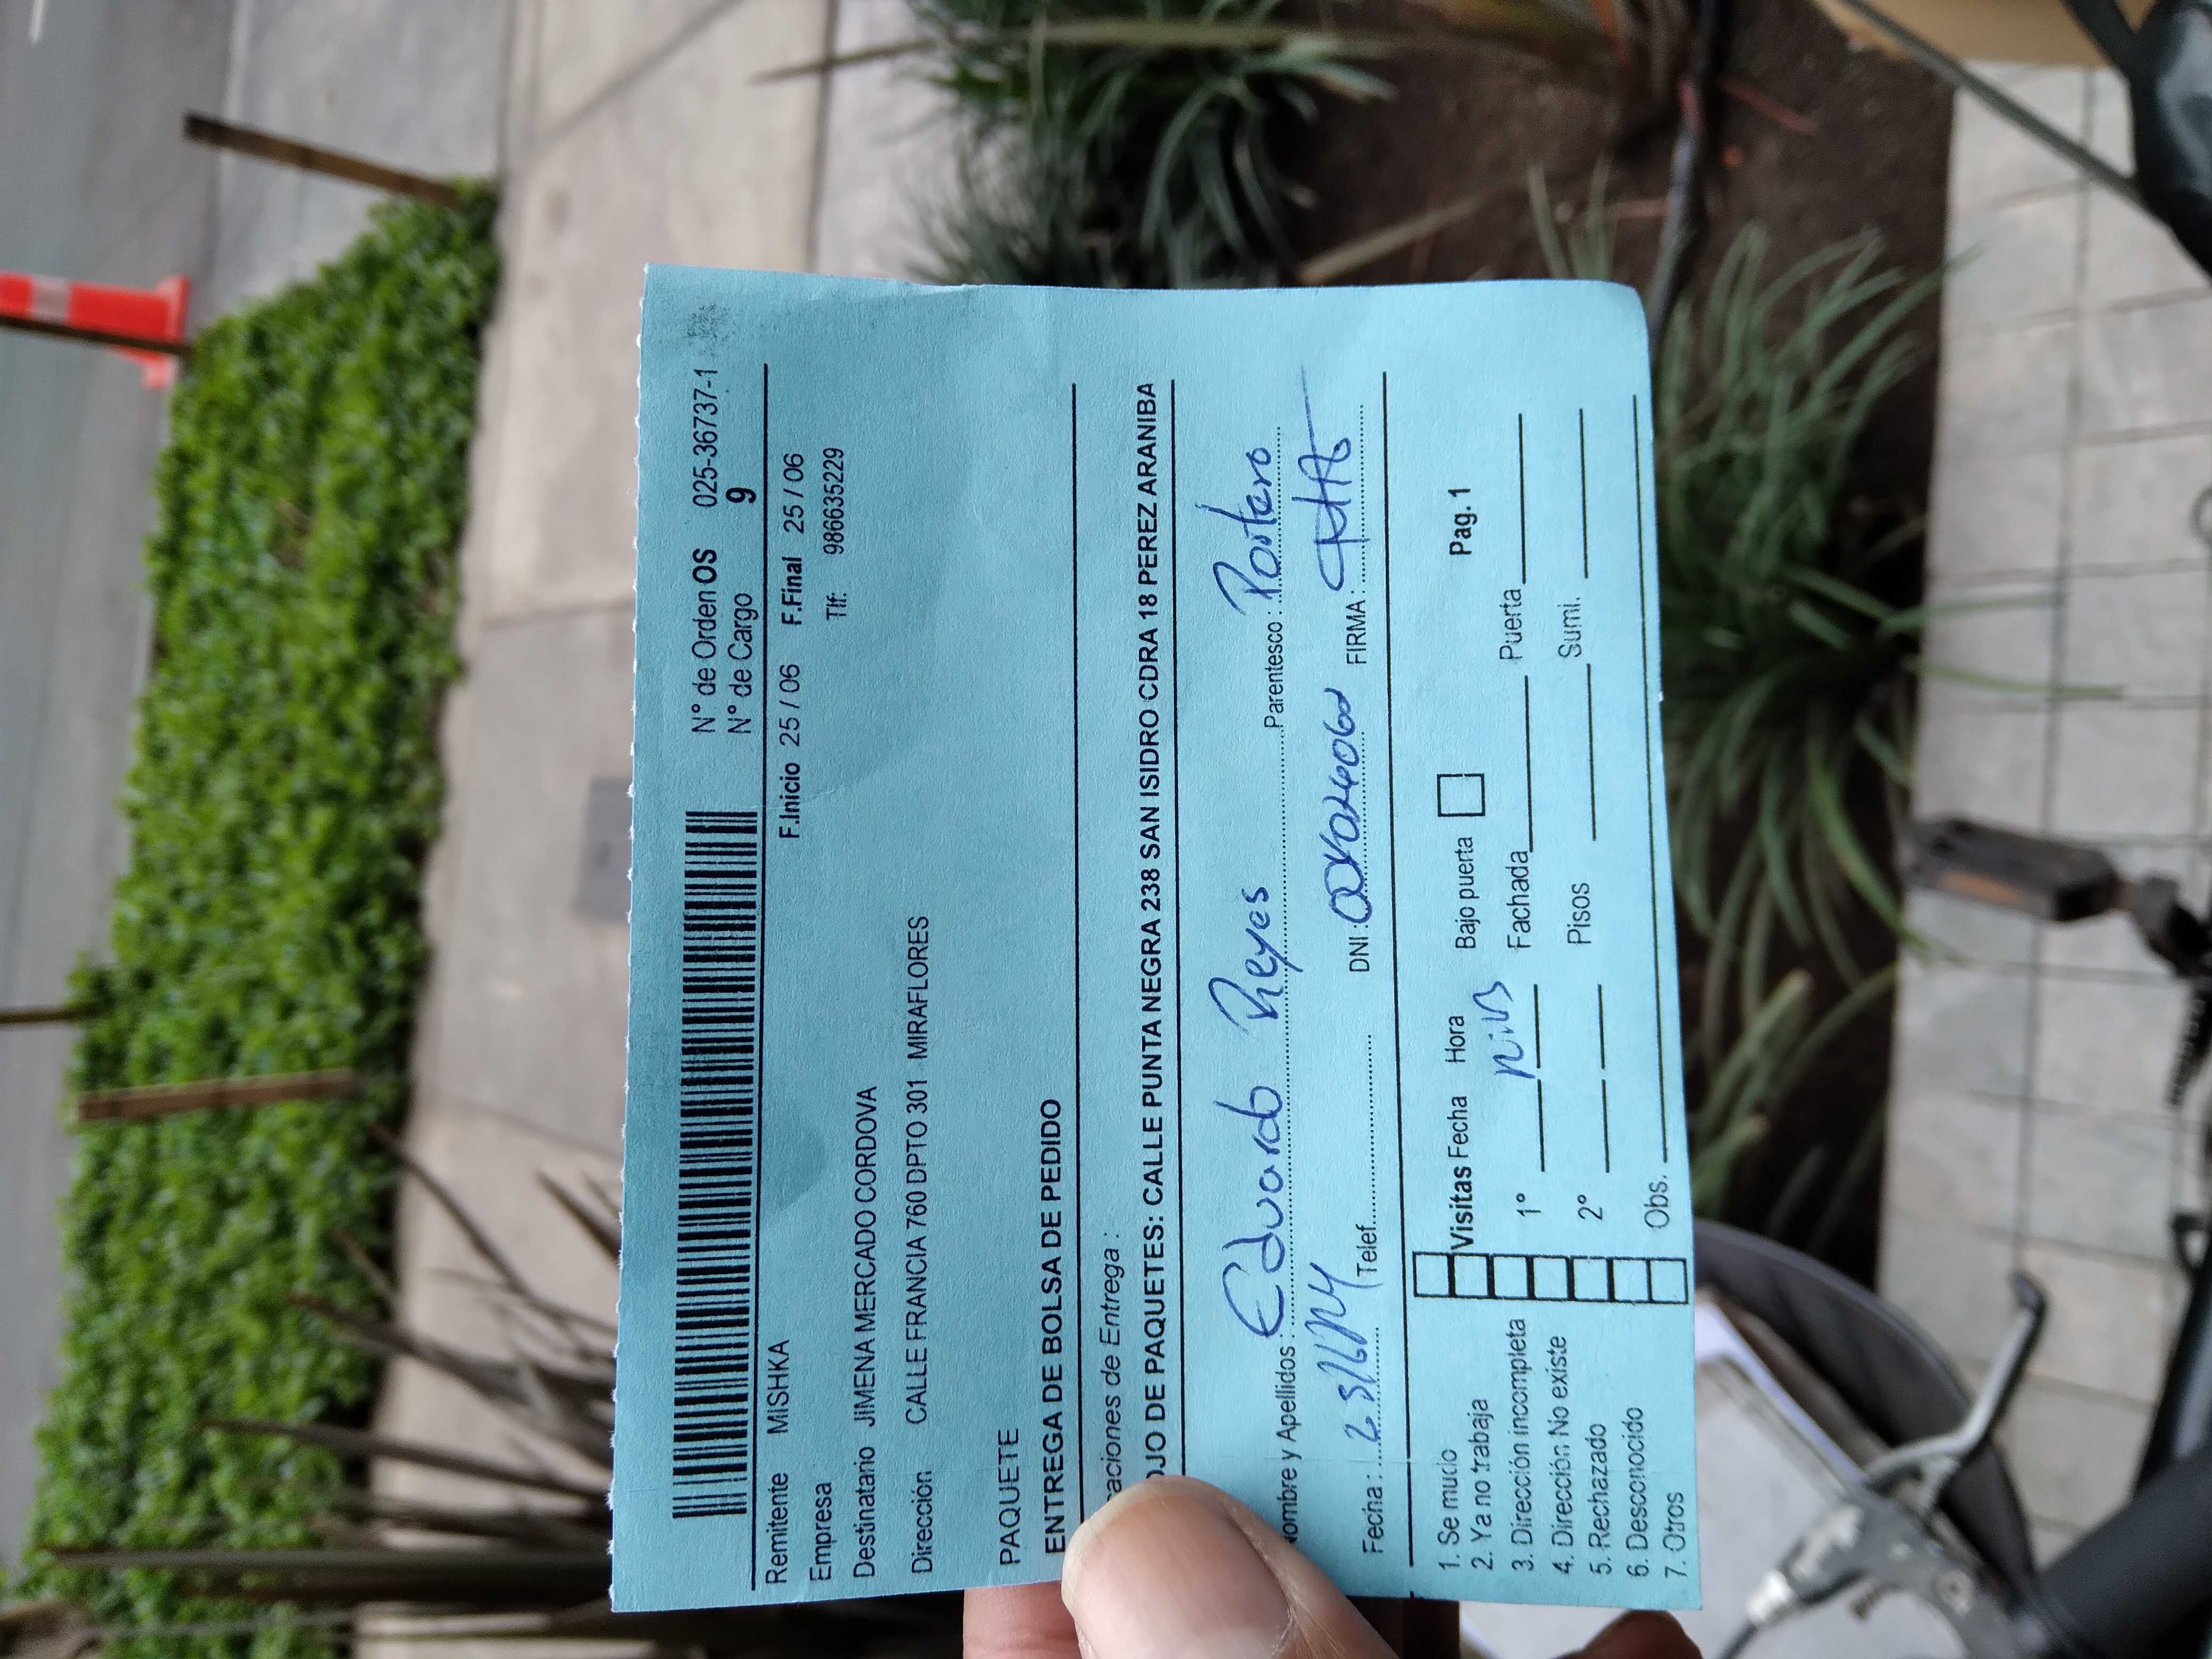 N° de Orden OS 025-36737-1
N° de Cargo 9
Remitente MISHKA F.Inicio 25 / 06 F.Final 25 / 06
Empresa Tlf: 986635229
Destinatario JIMENA MERCADO CORDOVA
Dirección CALLE FRANCIA 760 DPTO 301 MIRAFLORES
PAQUETE
ENTREGA DE BOLSA DE PEDIDO
aciones de Entrega :
OJO DE PAQUETES: CALLE PUNTA NEGRA 238 SAN ISIDRO CDRA 18 PEREZ ARANIBA
ombre y Apellidos : Eduardo Reyes Parentesco : Portero
Fecha : Telef. DNI : FIRMA :
1. Se mudo Visitas Fecha Hora Bajo puerta Pag. 1
2. Ya no trabaja
3. Dirección incompleta 1° Fachada Puerta
4. Dirección No existe
5. Rechazado 2° Pisos Sumi.
6. Desconocido
7. Otros Obs.